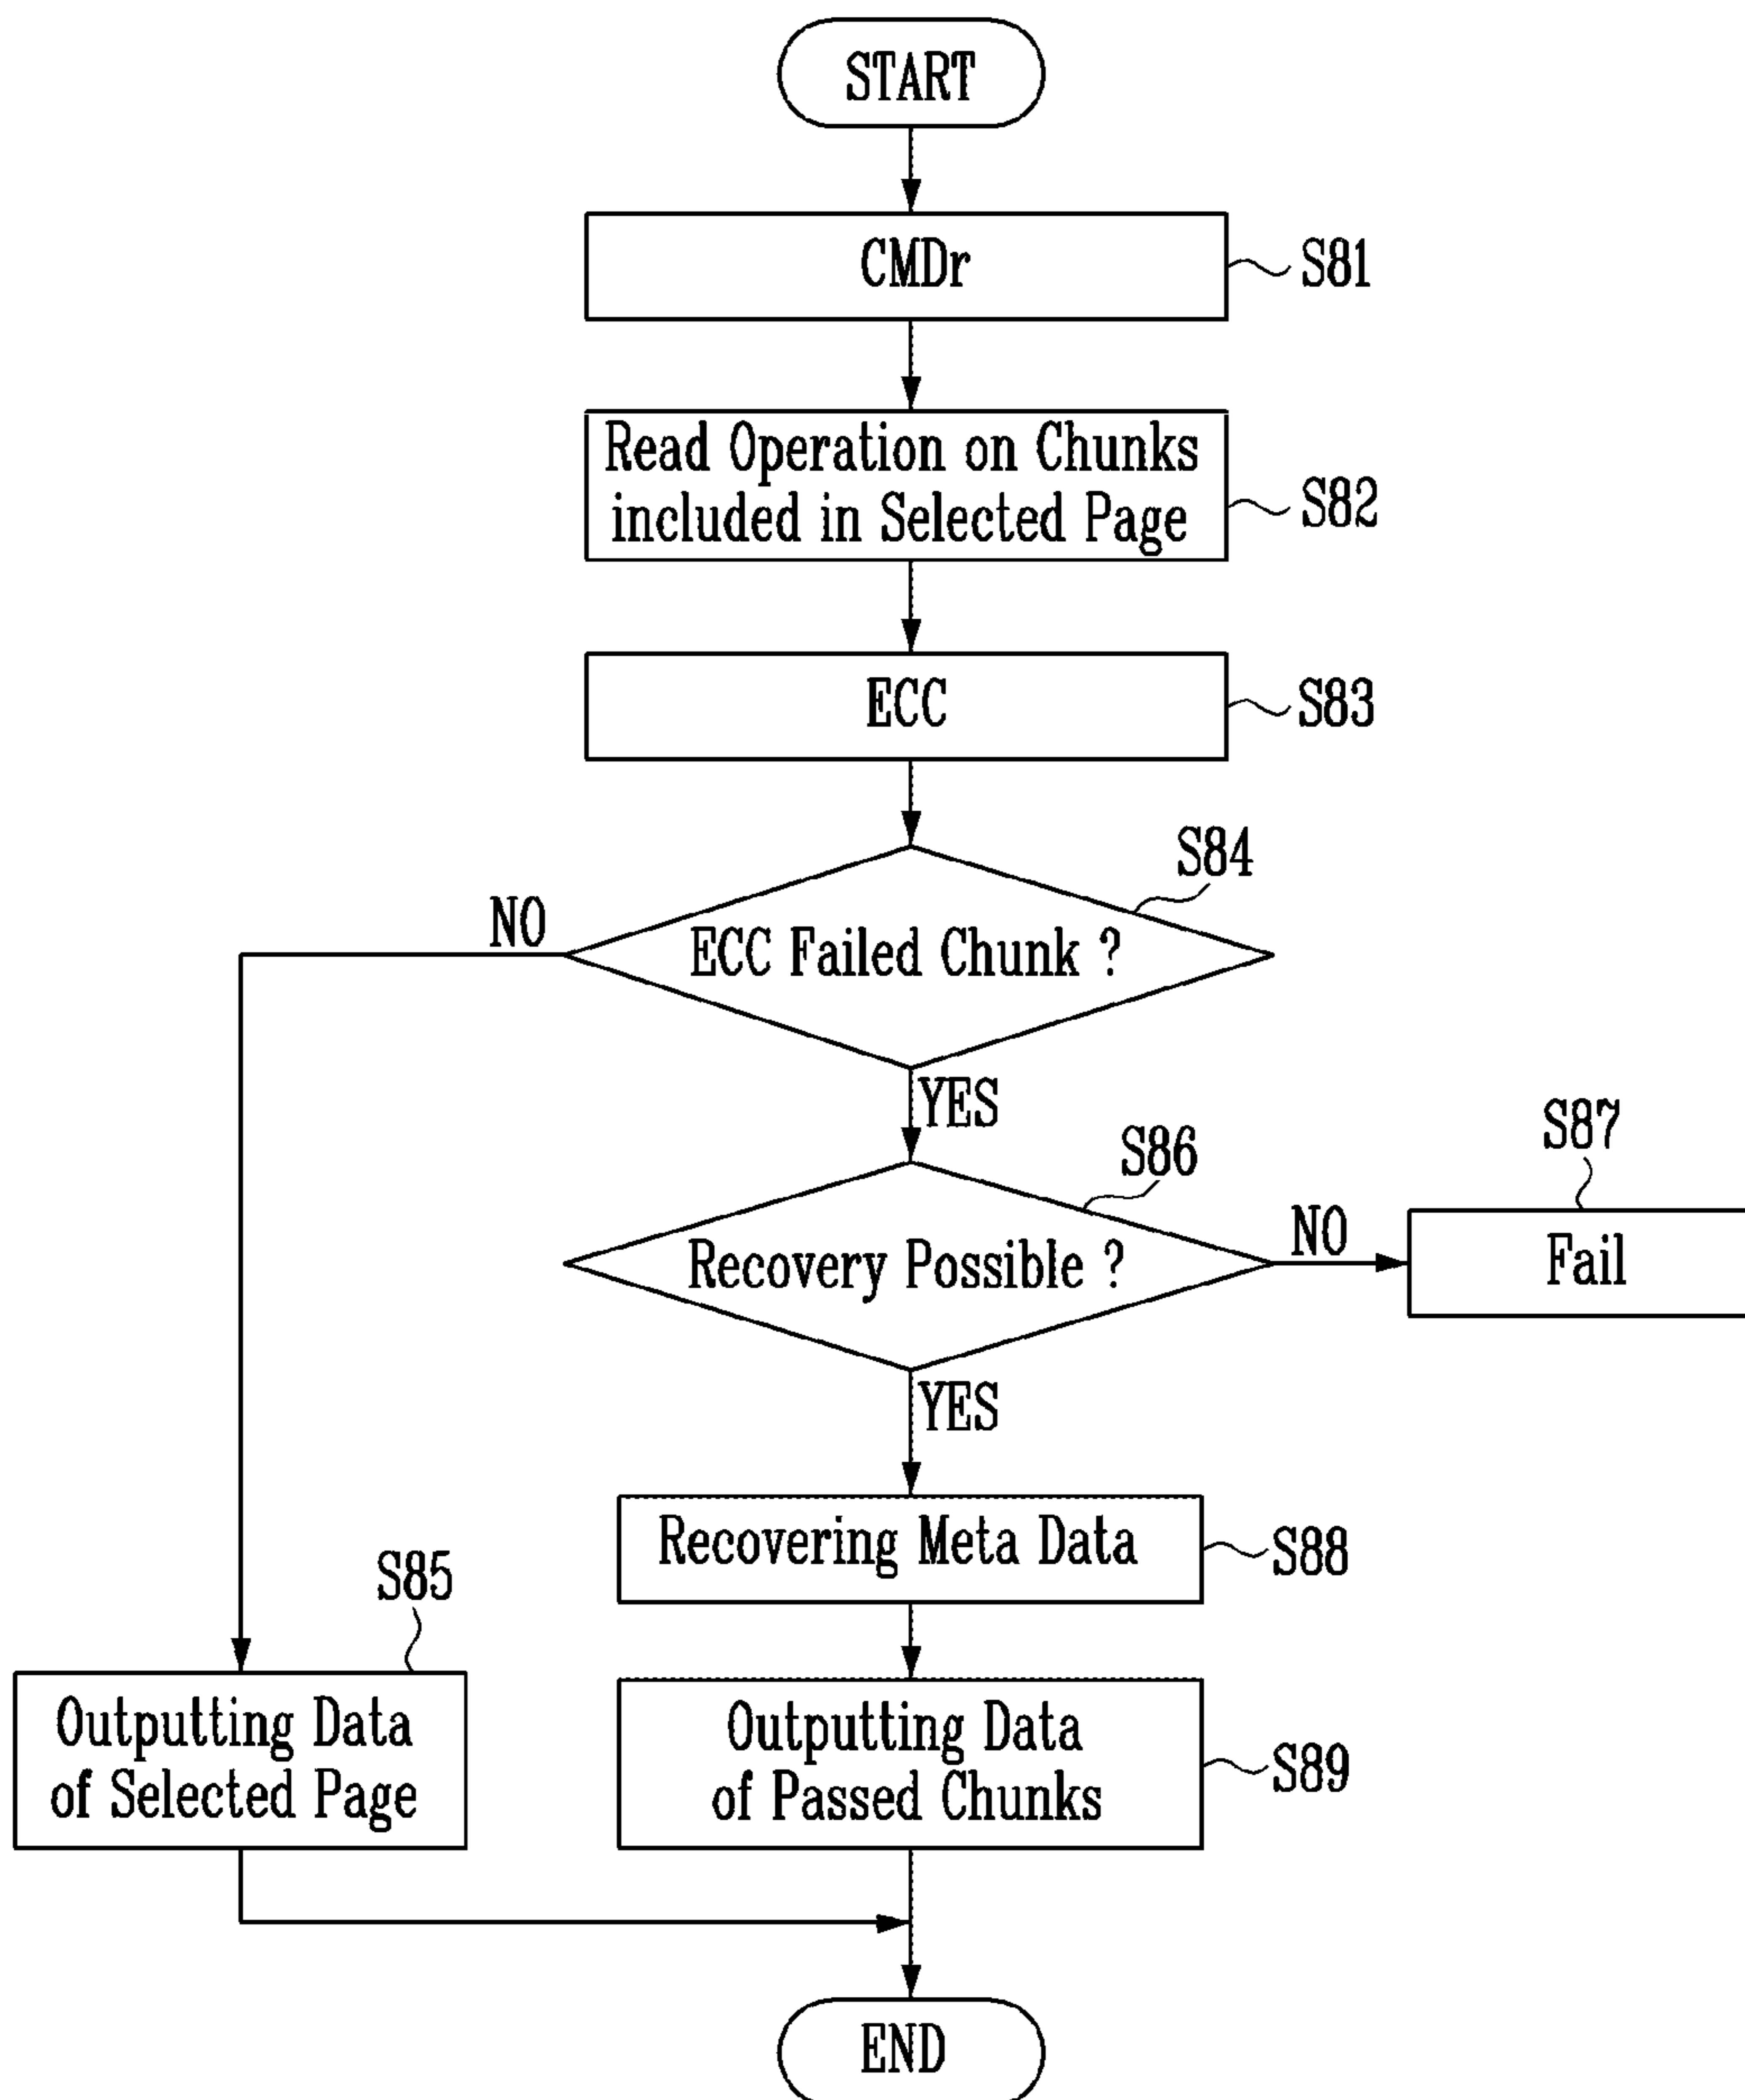 START
CMDr
S81
Read Operation on Chunks
included in Selected Page
S82
ECC
S83
S84
NO
ECC Failed Chunk ?
YES
S86
S87
Recovery Possible ?
NO
Fail
YES
Recovering Meta Data
S88
S85
Outputting Data
of Selected Page
Outputting Data
of Passed Chunks
S89
END